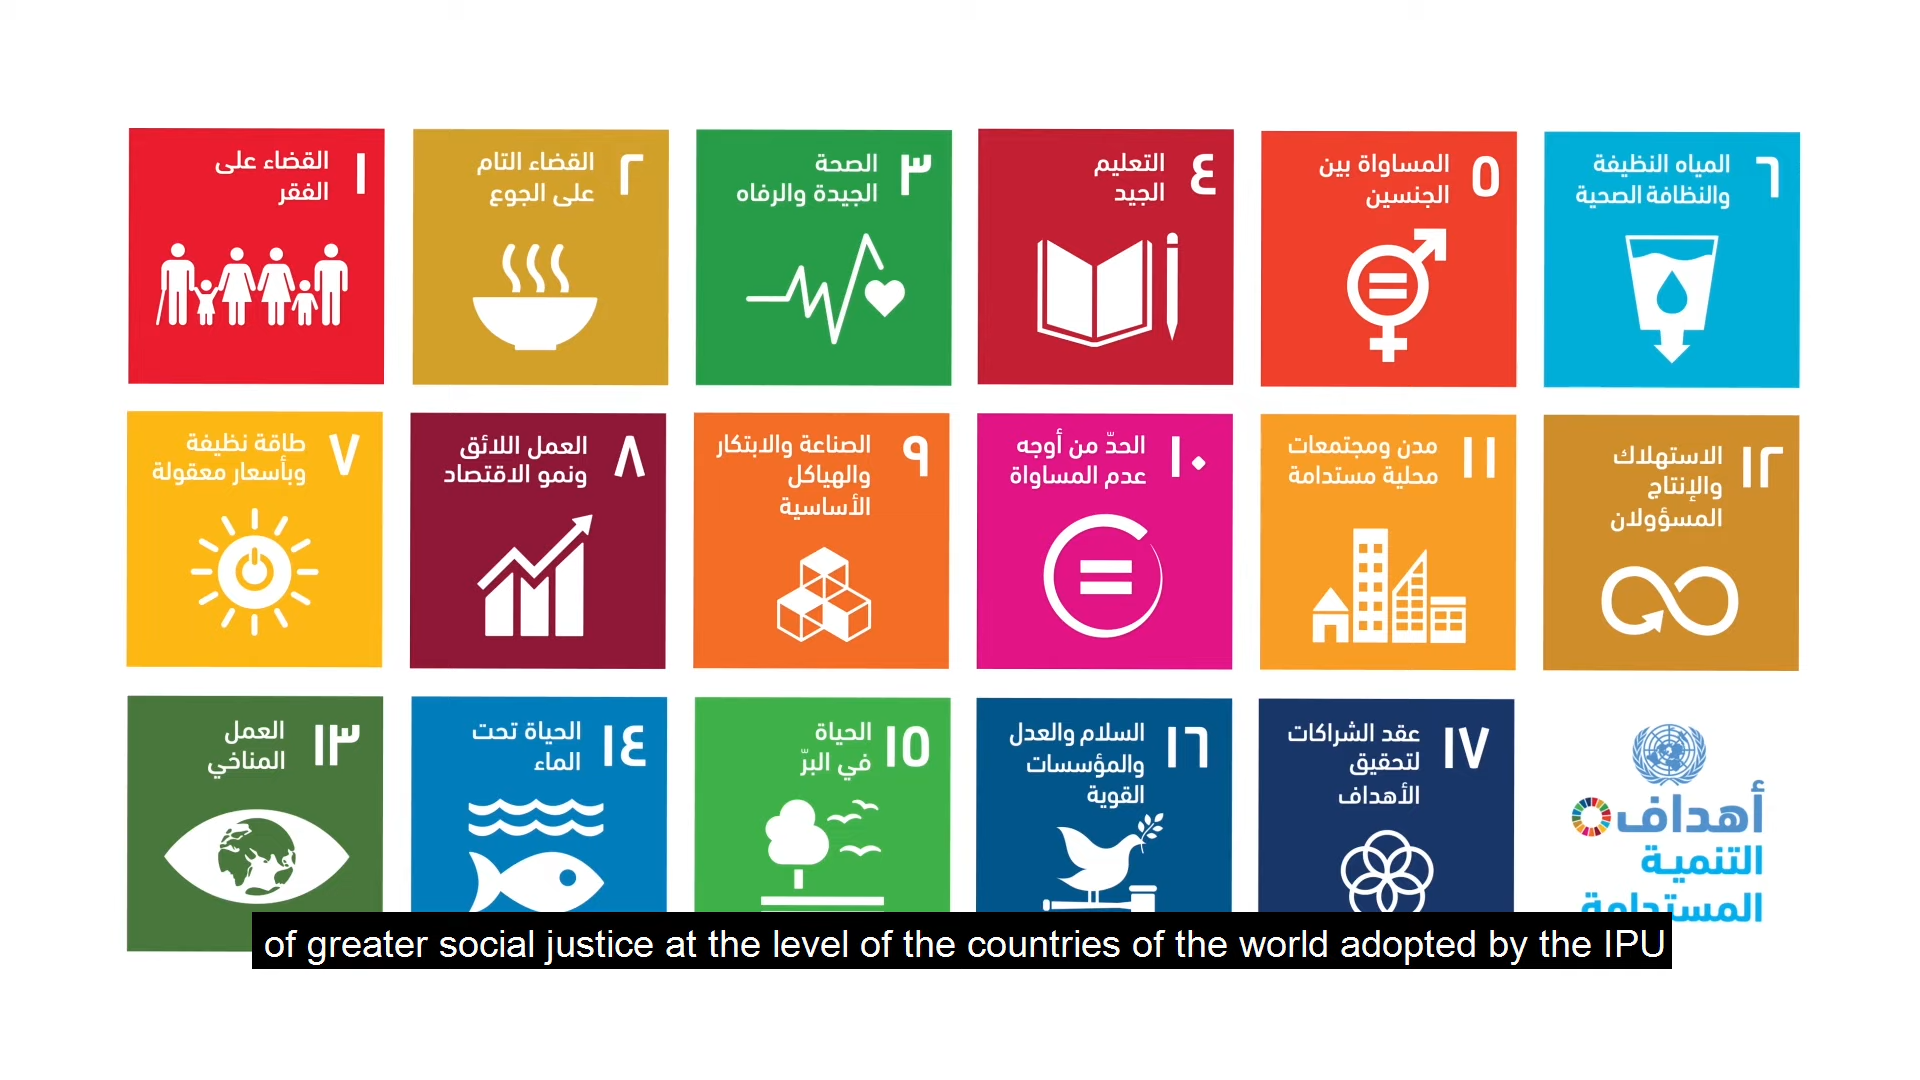 ١
القضاء على
الفقر
٢
القضاء التام
على الجوع
٣
الصحة
الجيدة والرفاه
٤
التعليم
الجيد
٥
المساواة بين
الجنسين
٦
المياه النظيفة
والنظافة الصحية
٧
طاقة نظيفة
وبأسعار معقولة
٨
العمل اللائق
ونمو الاقتصاد
٩
الصناعة والابتكار
والهياكل
الأساسية
١٠
الحدّ من أوجه
عدم المساواة
١١
مدن ومجتمعات
محلية مستدامة
١٢
الاستهلاك
والإنتاج
المسؤولان
١٣
العمل
المناخي
١٤
الحياة تحت
الماء
١٥
الحياة
في البرّ
١٦
السلام والعدل
والمؤسسات
القوية
١٧
عقد الشراكات
لتحقيق
الأهداف
أهداف
التنمية
المستدامة
of greater social justice at the level of the countries of the world adopted by the IPU